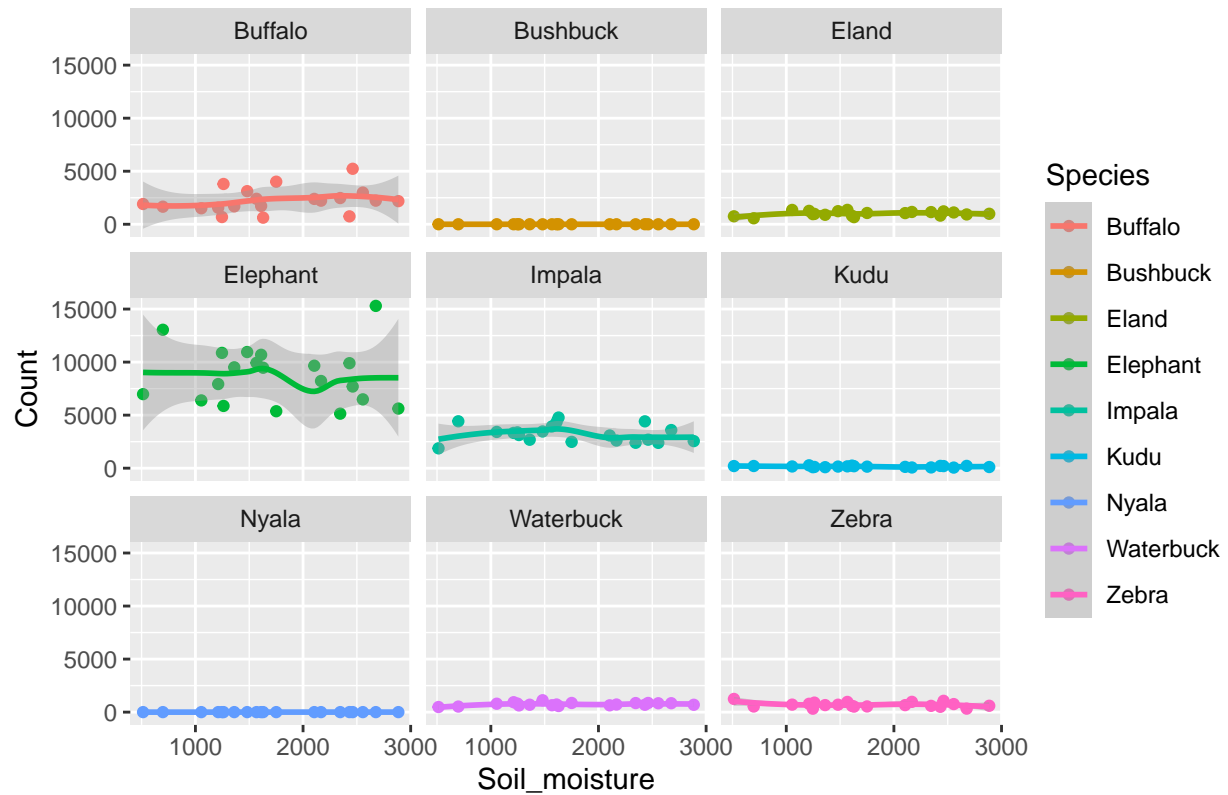 Buffalo Bushbuck Eland
15000
10000
5000
0
Elephant Impala Kudu
15000
10000
5000
0
Nyala Waterbuck Zebra
15000
10000
5000
0
1000 2000 3000 1000 2000 3000 1000 2000 3000
Soil_moisture
Count
Species
Buffalo
Bushbuck
Eland
Elephant
Impala
Kudu
Nyala
Waterbuck
Zebra